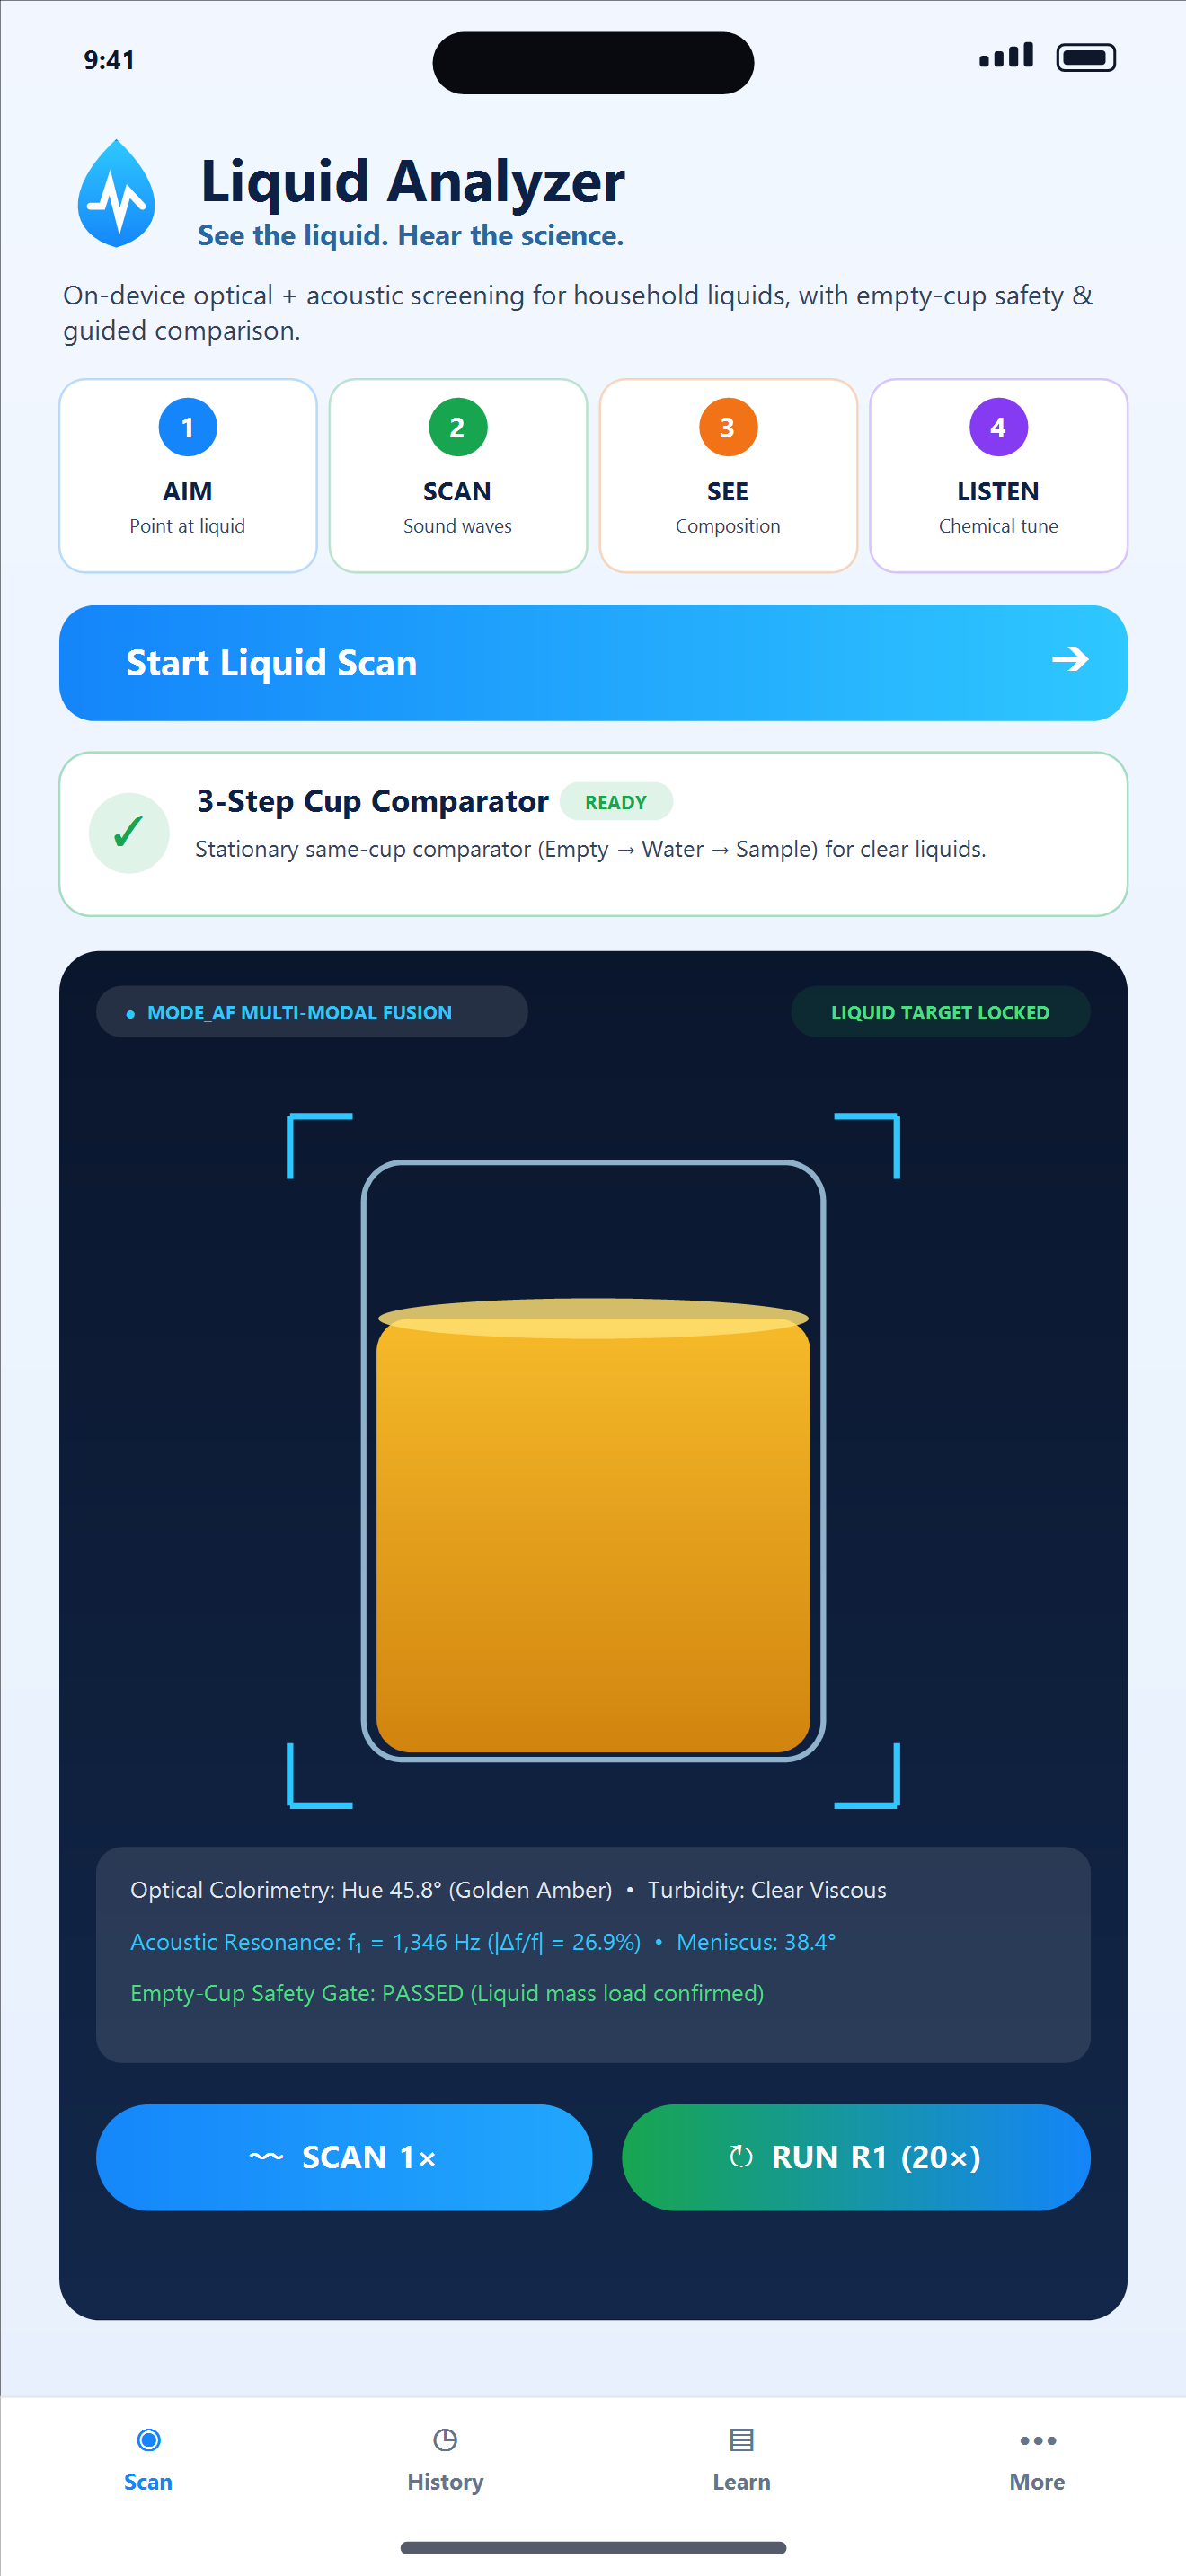 9:41
Liquid Analyzer
See the liquid. Hear the science.
On-device optical + acoustic screening for household liquids, with empty-cup safety &
guided comparison.
1
AIM
Point at liquid
2
SCAN
Sound waves
3
SEE
Composition
4
LISTEN
Chemical tune
Start Liquid Scan →
3-Step Cup Comparator READY
Stationary same-cup comparator (Empty → Water → Sample) for clear liquids.
● MODE_AF MULTI-MODAL FUSION
LIQUID TARGET LOCKED
Optical Colorimetry: Hue 45.8° (Golden Amber) • Turbidity: Clear Viscous
Acoustic Resonance: f₁ = 1,346 Hz (|Δf/f| = 26.9%) • Meniscus: 38.4°
Empty-Cup Safety Gate: PASSED (Liquid mass load confirmed)
SCAN 1×
RUN R1 (20×)
Scan
History
Learn
More